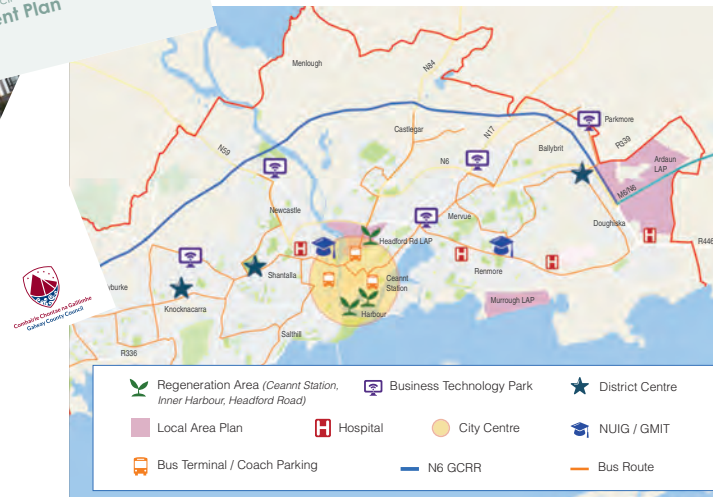 nt Plan
Menlough
N84
Castlegar
N17
Parkmore
R339
N59
N6
Ballybrit
Ardaun
LAP
M6/N6
Newcastle
Mervue
Doughiska
Headford Rd LAP
R446
Shantalla
Renmore
Ceannt
Station
burke
Knocknacarra
Harbour
Murrough LAP
Salthill
R336
Comhairle Chontae na Gaillimhe
Galway County Council
Regeneration Area (Ceannt Station,
Inner Harbour, Headford Road)
Business Technology Park
District Centre
Local Area Plan
Hospital
City Centre
NUIG / GMIT
Bus Terminal / Coach Parking
N6 GCRR
Bus Route